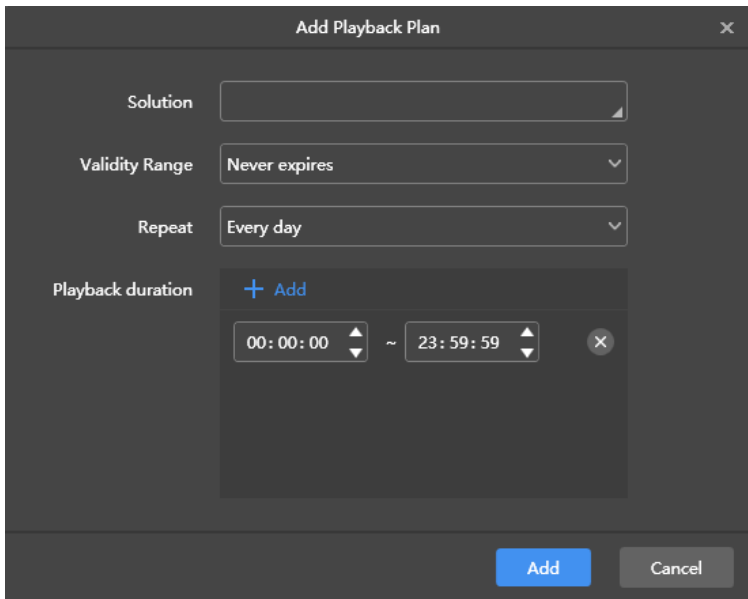 Add Playback Plan
Solution
Validity Range Never expires
Repeat Every day
Playback duration + Add
00:00:00 ~ 23:59:59
Add Cancel